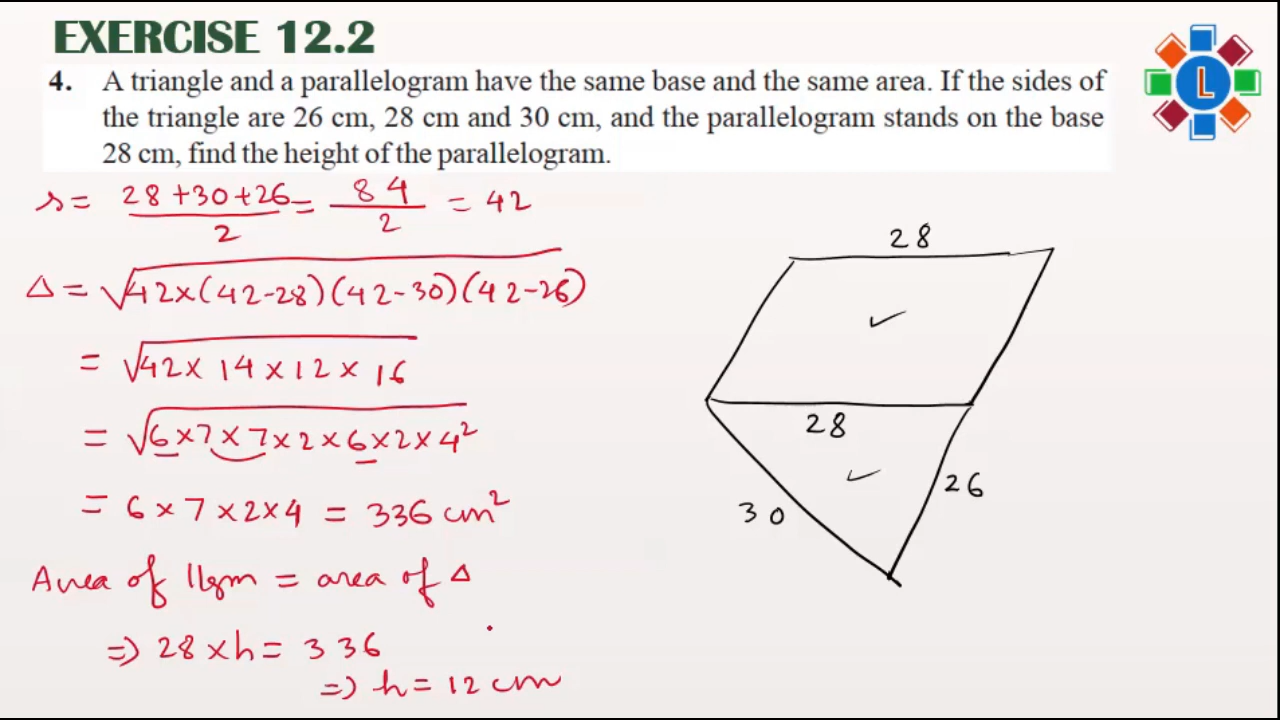 EXERCISE 12.2
4. A triangle and a parallelogram have the same base and the same area. If the sides of
the triangle are 26 cm, 28 cm and 30 cm, and the parallelogram stands on the base
28 cm, find the height of the parallelogram.
L
s = (28+30+26)/2 = 84/2 = 42
Δ = √(42×(42-28)(42-30)(42-26))
= √(42×14×12×16)
= √(6×7×7×2×6×2×4²)
= 6×7×2×4 = 336 cm²
Area of ||gm = area of Δ
⇒ 28×h = 336
⇒ h = 12 cm
28
28
26
30